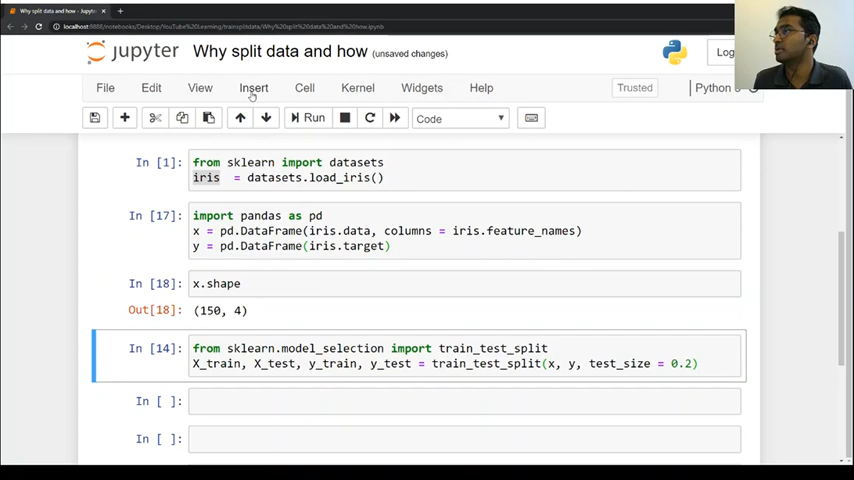 Why split data and how - Jupyte
localhost:8888/notebooks/Desktop/YouTube%20Learning/trainsplitdata/Why%20split%20data%20and%20how.ipynb
jupyter Why split data and how (unsaved changes)
File Edit View Insert Cell Kernel Widgets Help Trusted Python
Run Code
In [1]: from sklearn import datasets
iris = datasets.load_iris()
In [17]: import pandas as pd
x = pd.DataFrame(iris.data, columns = iris.feature_names)
y = pd.DataFrame(iris.target)
In [18]: x.shape
Out[18]: (150, 4)
In [14]: from sklearn.model_selection import train_test_split
X_train, X_test, y_train, y_test = train_test_split(x, y, test_size = 0.2)
In [ ]:
In [ ]: